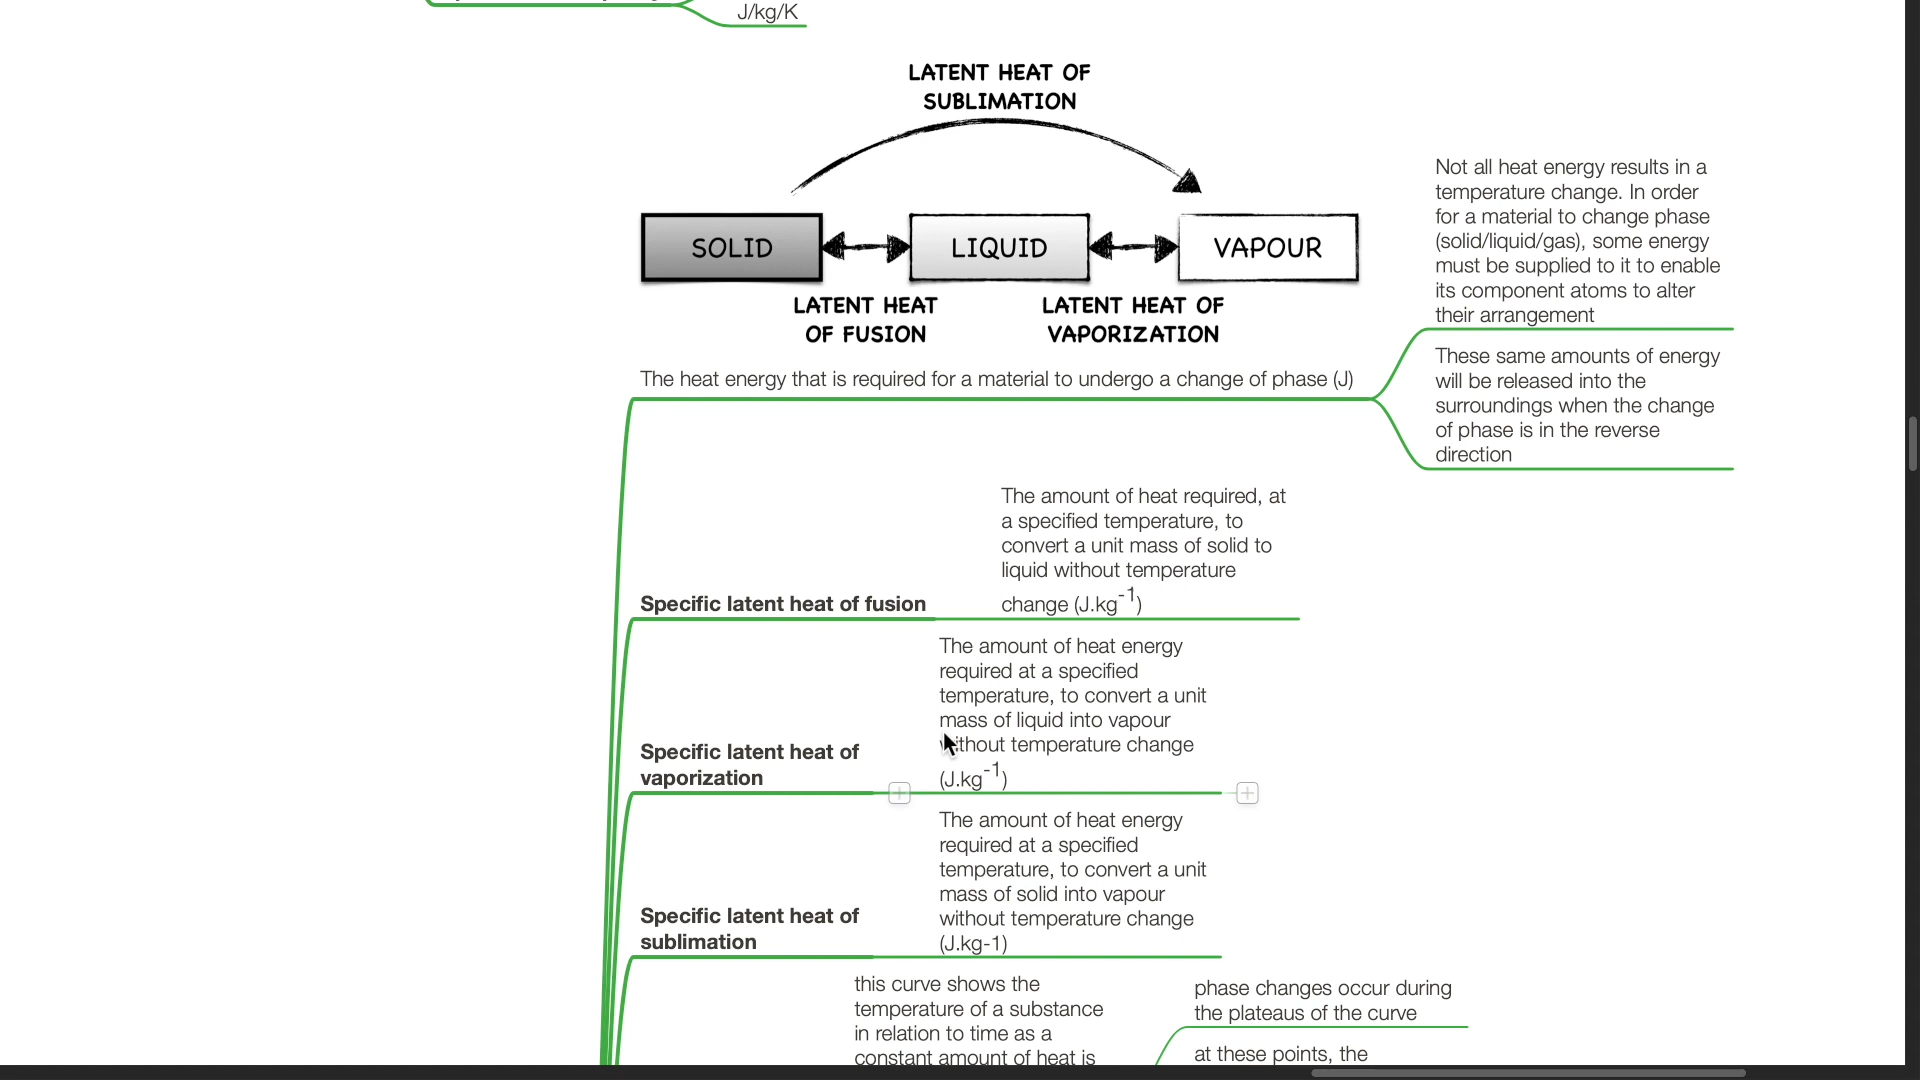 J/kg/K
LATENT HEAT OF
SUBLIMATION
SOLID
LIQUID
VAPOUR
LATENT HEAT
OF FUSION
LATENT HEAT OF
VAPORIZATION
The heat energy that is required for a material to undergo a change of phase (J)
Not all heat energy results in a
temperature change. In order
for a material to change phase
(solid/liquid/gas), some energy
must be supplied to it to enable
its component atoms to alter
their arrangement
These same amounts of energy
will be released into the
surroundings when the change
of phase is in the reverse
direction
Specific latent heat of fusion
The amount of heat required, at
a specified temperature, to
convert a unit mass of solid to
liquid without temperature
change (J.kg⁻¹)
Specific latent heat of
vaporization
The amount of heat energy
required at a specified
temperature, to convert a unit
mass of liquid into vapour
without temperature change
(J.kg⁻¹)
Specific latent heat of
sublimation
The amount of heat energy
required at a specified
temperature, to convert a unit
mass of solid into vapour
without temperature change
(J.kg-1)
this curve shows the
temperature of a substance
in relation to time as a
constant amount of heat is
phase changes occur during
the plateaus of the curve
at these points, the